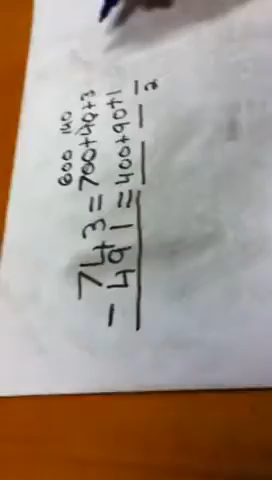 600 140
743 = 700+40+3
- 491 = 400+90+1
2